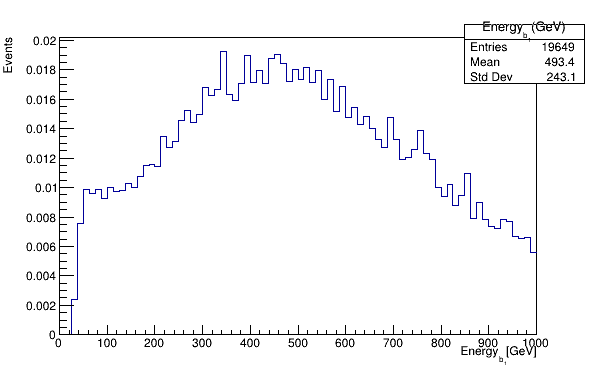 Energy_b_1(GeV)
Entries 19649
Mean 493.4
Std Dev 243.1
Events
0.02
0.018
0.016
0.014
0.012
0.01
0.008
0.006
0.004
0.002
0
0 100 200 300 400 500 600 700 800 900 1000
Energy_b_1[GeV]